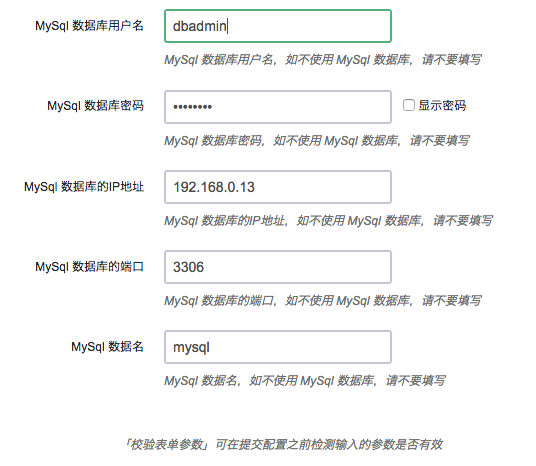 MySql 数据库用户名
dbadmin
MySql 数据库用户名，如不使用 MySql 数据库，请不要填写
MySql 数据库密码
••••••••
显示密码
MySql 数据库密码，如不使用 MySql 数据库，请不要填写
MySql 数据库的IP地址
192.168.0.13
MySql 数据库的IP地址，如不使用 MySql 数据库，请不要填写
MySql 数据库的端口
3306
MySql 数据库的端口，如不使用 MySql 数据库，请不要填写
MySql 数据名
mysql
MySql 数据名，如不使用 MySql 数据库，请不要填写
「校验表单参数」可在提交配置之前检测输入的参数是否有效